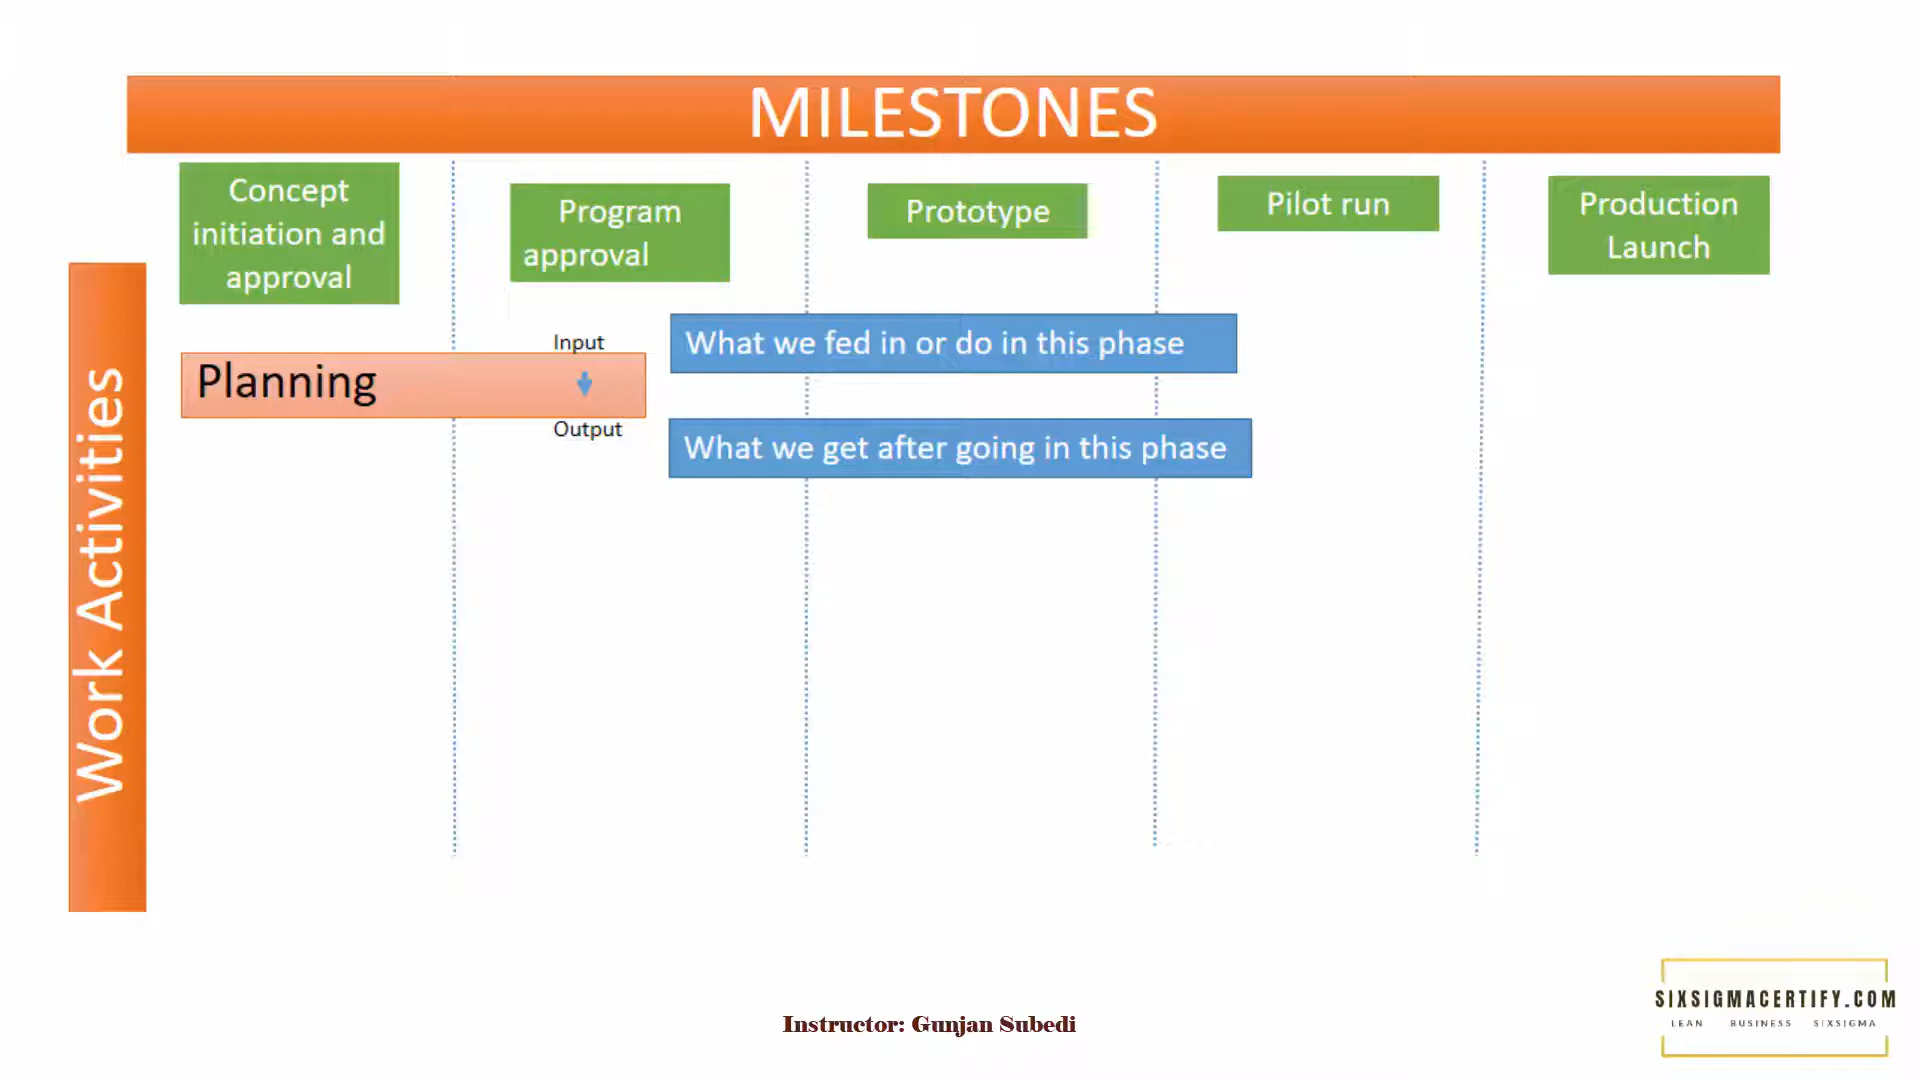 MILESTONES
Concept
initiation and
approval
Program
approval
Prototype
Pilot run
Production
Launch
Work Activities
Planning
Input
Output
What we fed in or do in this phase
What we get after going in this phase
Instructor: Gunjan Subedi
SIXSIGMACERTIFY.COM
LEAN BUSINESS SIXSIGMA